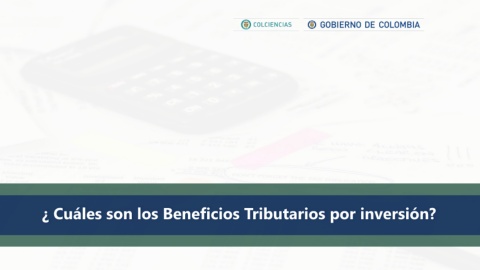 COLCIENCIAS
GOBIERNO DE COLOMBIA
¿ Cuáles son los Beneficios Tributarios por inversión?